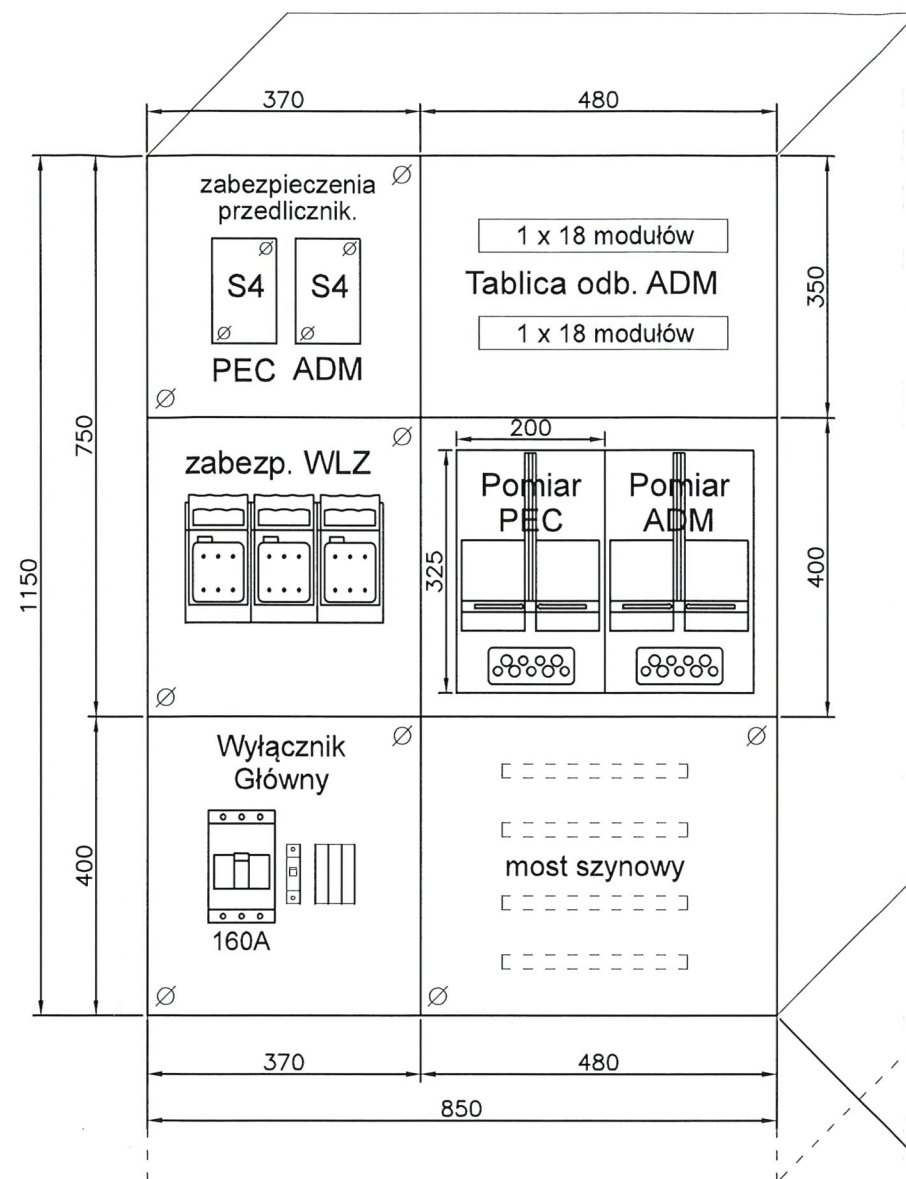 370
480
zabezpieczenia
przedlicznik.
S4
S4
PEC
ADM
1 x 18 modułów
Tablica odb. ADM
1 x 18 modułów
350
750
1150
zabezp. WLZ
200
325
Pomiar
PEC
Pomiar
ADM
400
Wyłącznik
Główny
160A
400
most szynowy
370
480
850